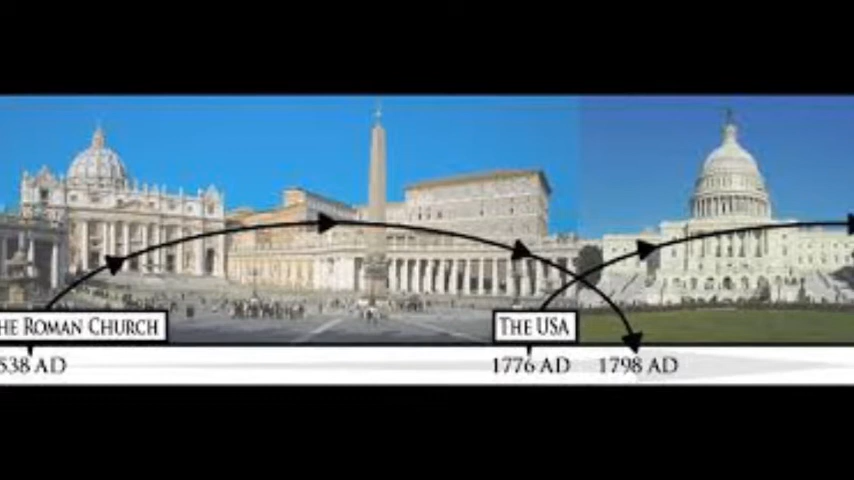 HE ROMAN CHURCH
THE USA
538 AD
1776 AD
1798 AD